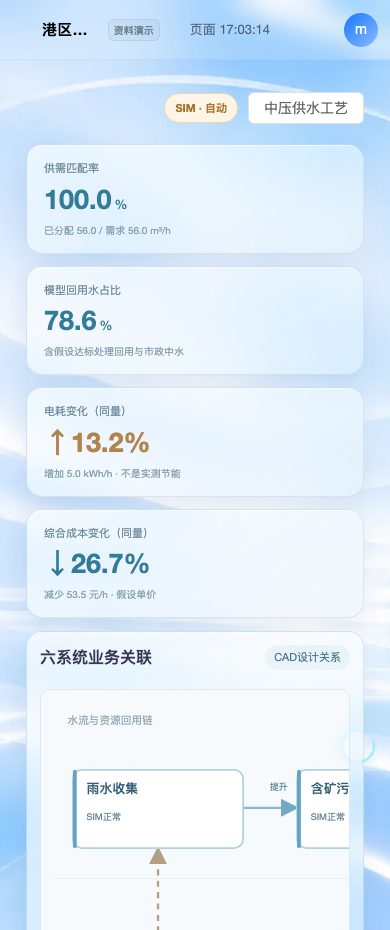 港区...
资料演示
页面 17:03:14
m
SIM · 自动
中压供水工艺
供需匹配率
100.0 %
已分配 56.0 / 需求 56.0 m³/h
模型回用水占比
78.6 %
含假设达标处理回用与市政中水
电耗变化（同量）
↑13.2%
增加 5.0 kWh/h · 不是实测节能
综合成本变化（同量）
↓26.7%
减少 53.5 元/h · 假设单价
六系统业务关联
CAD设计关系
水流与资源回用链
雨水收集
SIM正常
提升
含矿污
SIM正常